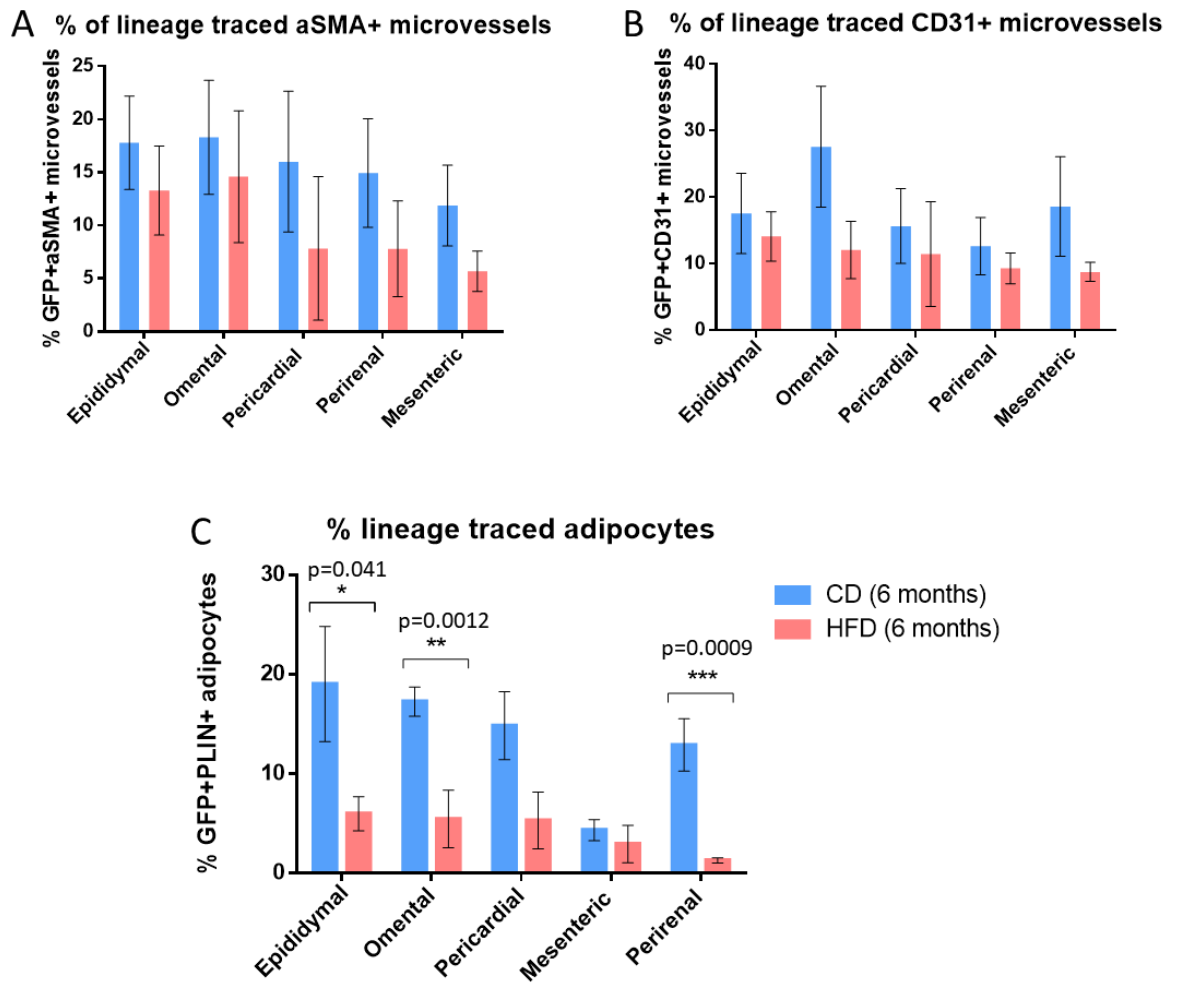 A
% of lineage traced aSMA+ microvessels
% GFP+aSMA+ microvessels
25
20
15
10
5
0
Epididymal
Omental
Pericardial
Perirenal
Mesenteric
B
% of lineage traced CD31+ microvessels
% GFP+CD31+ microvessels
40
30
20
10
0
Epididymal
Omental
Pericardial
Perirenal
Mesenteric
C
% lineage traced adipocytes
% GFP+PLIN+ adipocytes
30
20
10
0
p=0.041
*
p=0.0012
**
p=0.0009
***
Epididymal
Omental
Pericardial
Mesenteric
Perirenal
CD (6 months)
HFD (6 months)